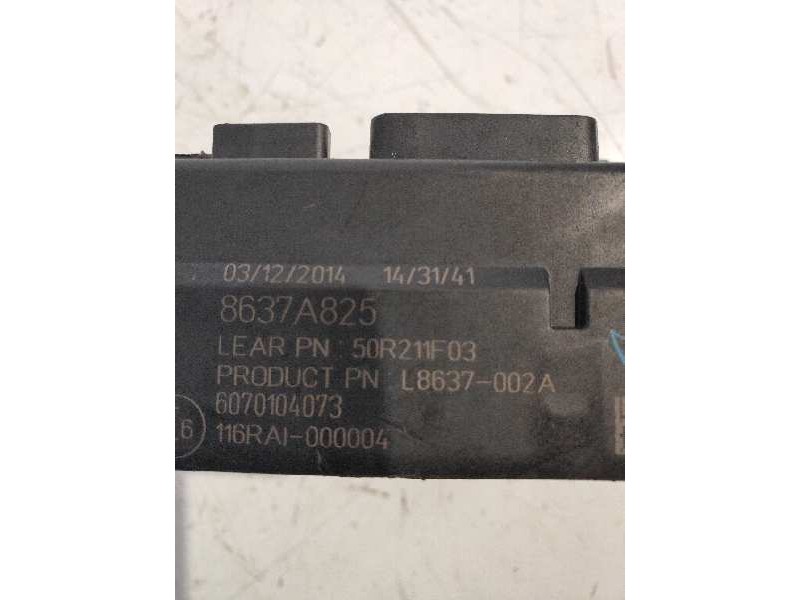 03/12/2014 14/31/41
8637A825
LEAR PN 50R211F03
PRODUCT PN L8637-002A
6070104073
116RAI-000004